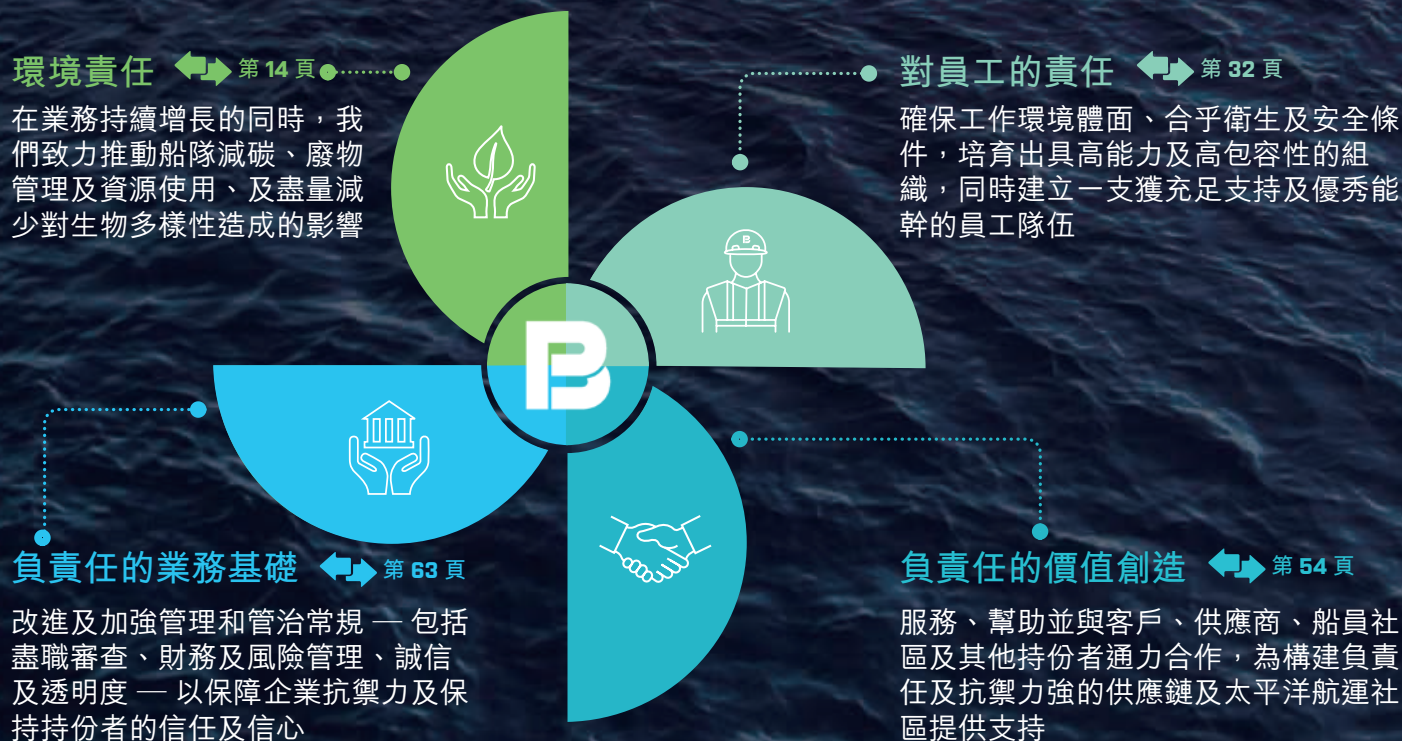 環境責任 第 14 頁
在業務持續增長的同時，我
們致力推動船隊減碳、廢物
管理及資源使用、及盡量減
少對生物多樣性造成的影響
對員工的責任 第 32 頁
確保工作環境體面、合乎衛生及安全條
件，培育出具高能力及高包容性的組
織，同時建立一支獲充足支持及優秀能
幹的員工隊伍
B
B
負責任的業務基礎 第 63 頁
改進及加強管理和管治常規 — 包括
盡職審查、財務及風險管理、誠信
及透明度 — 以保障企業抗禦力及保
持持份者的信任及信心
負責任的價值創造 第 54 頁
服務、幫助並與客戶、供應商、船員社
區及其他持份者通力合作，為構建負責
任及抗禦力強的供應鏈及太平洋航運社
區提供支持